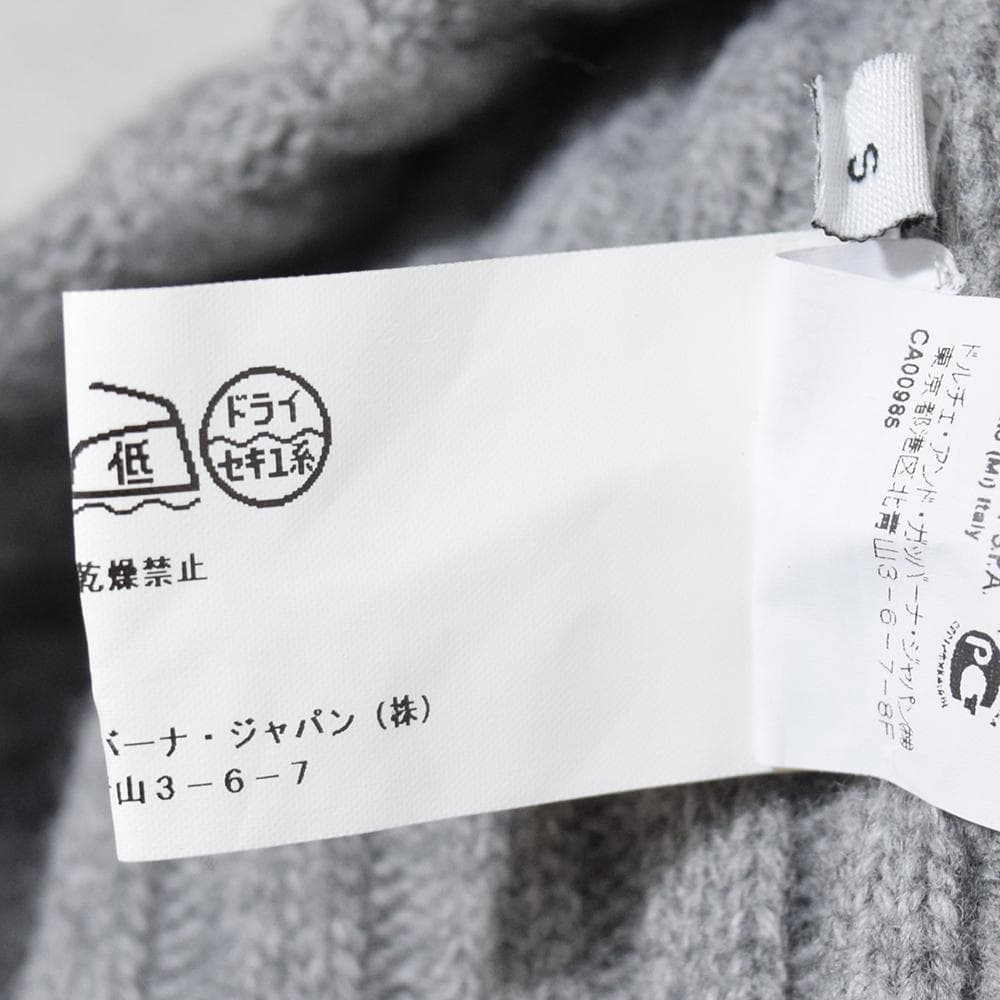 S
低
ドライ
セキユ系
乾燥禁止
バーナ・ジャパン(株)
山3-6-7
(Mi) Italy
ドルチェ・アンド・ガッバーナ・ジャパン㈱
東京都港区北青山3-6-7-8F
CA00985